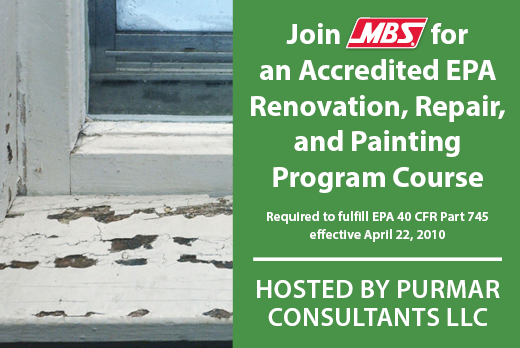 Join MBS. for
an Accredited EPA
Renovation, Repair,
and Painting
Program Course
Required to fulfill EPA 40 CFR Part 745
effective April 22, 2010
HOSTED BY PURMAR
CONSULTANTS LLC